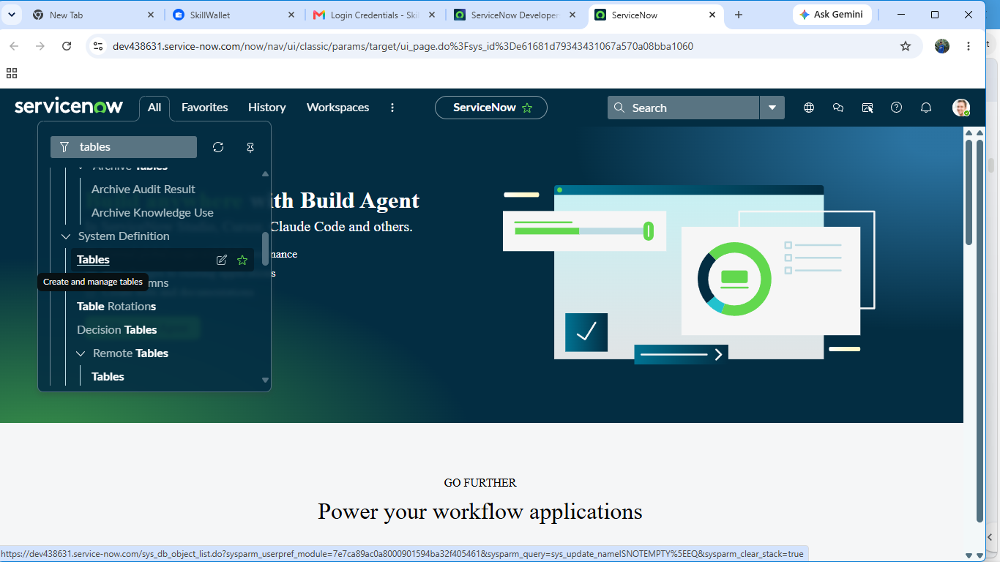 New Tab
SkillWallet
Login Credentials - Ski
ServiceNow Developer
ServiceNow
Ask Gemini
dev438631.service-now.com/now/nav/ui/classic/params/target/ui_page.do%3Fsys_id%3De61681d79343431067a570a08bba1060
servicenow
All
Favorites
History
Workspaces
ServiceNow
Search
tables
Archive Tables
Archive Audit Result
Archive Knowledge Use
System Definition
Tables
Create and manage tables
Table Rotations
Decision Tables
Remote Tables
Tables
with Build Agent
Claude Code and others.
GO FURTHER
Power your workflow applications
https://dev438631.service-now.com/sys_db_object_list.do?sysparm_userpref_module=7e7ca89ac0a8000901594ba32f405461&sysparm_query=sys_update_nameISNOTEMPTY%5EEQ&sysparm_clear_stack=true